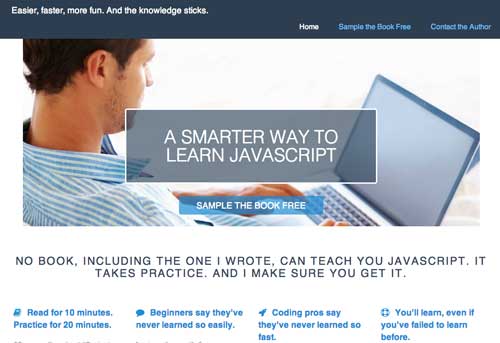 Easier, faster, more fun. And the knowledge sticks.
Home Sample the Book Free Contact the Author
A SMARTER WAY TO
LEARN JAVASCRIPT
SAMPLE THE BOOK FREE
NO BOOK, INCLUDING THE ONE I WROTE, CAN TEACH YOU JAVASCRIPT. IT
TAKES PRACTICE. AND I MAKE SURE YOU GET IT.
Read for 10 minutes.
Practice for 20 minutes.
Beginners say they've
never learned so easily.
Coding pros say
they've never learned so
fast.
You'll learn, even if
you've failed to learn
before.